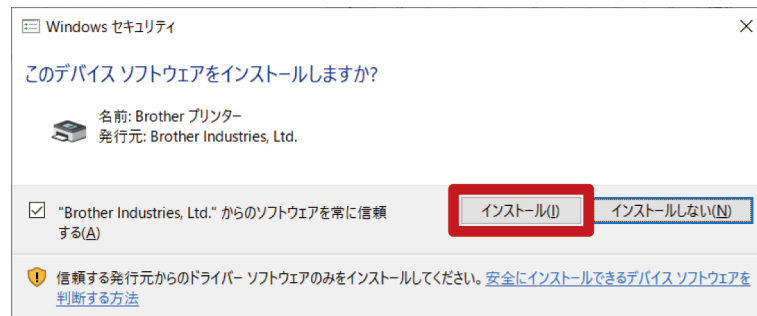 Windows セキュリティ
このデバイス ソフトウェアをインストールしますか?
名前: Brother プリンター
発行元: Brother Industries, Ltd.
"Brother Industries, Ltd." からのソフトウェアを常に信頼
する(A)
インストール(I)
インストールしない(N)
信頼する発行元からのドライバー ソフトウェアのみをインストールしてください。安全にインストールできるデバイス ソフトウェアを
判断する方法